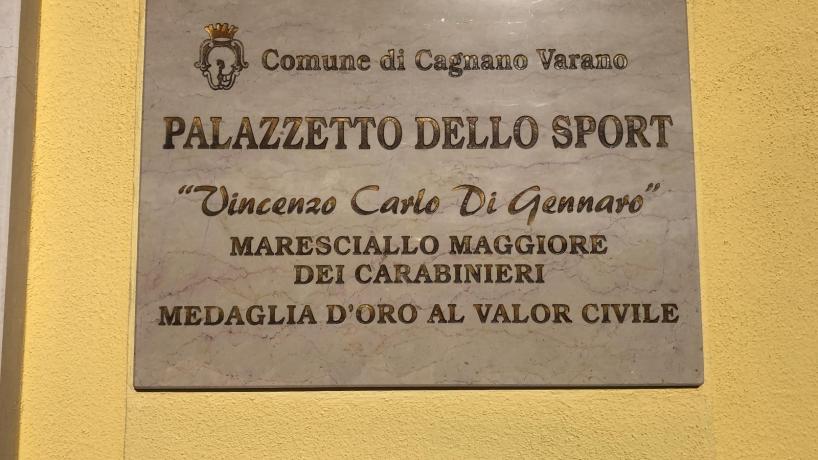 Comune di Cagnano Varano
PALAZZETTO DELLO SPORT
"Vincenzo Carlo Di Gennaro"
MARESCIALLO MAGGIORE
DEI CARABINIERI
MEDAGLIA D'ORO AL VALOR CIVILE